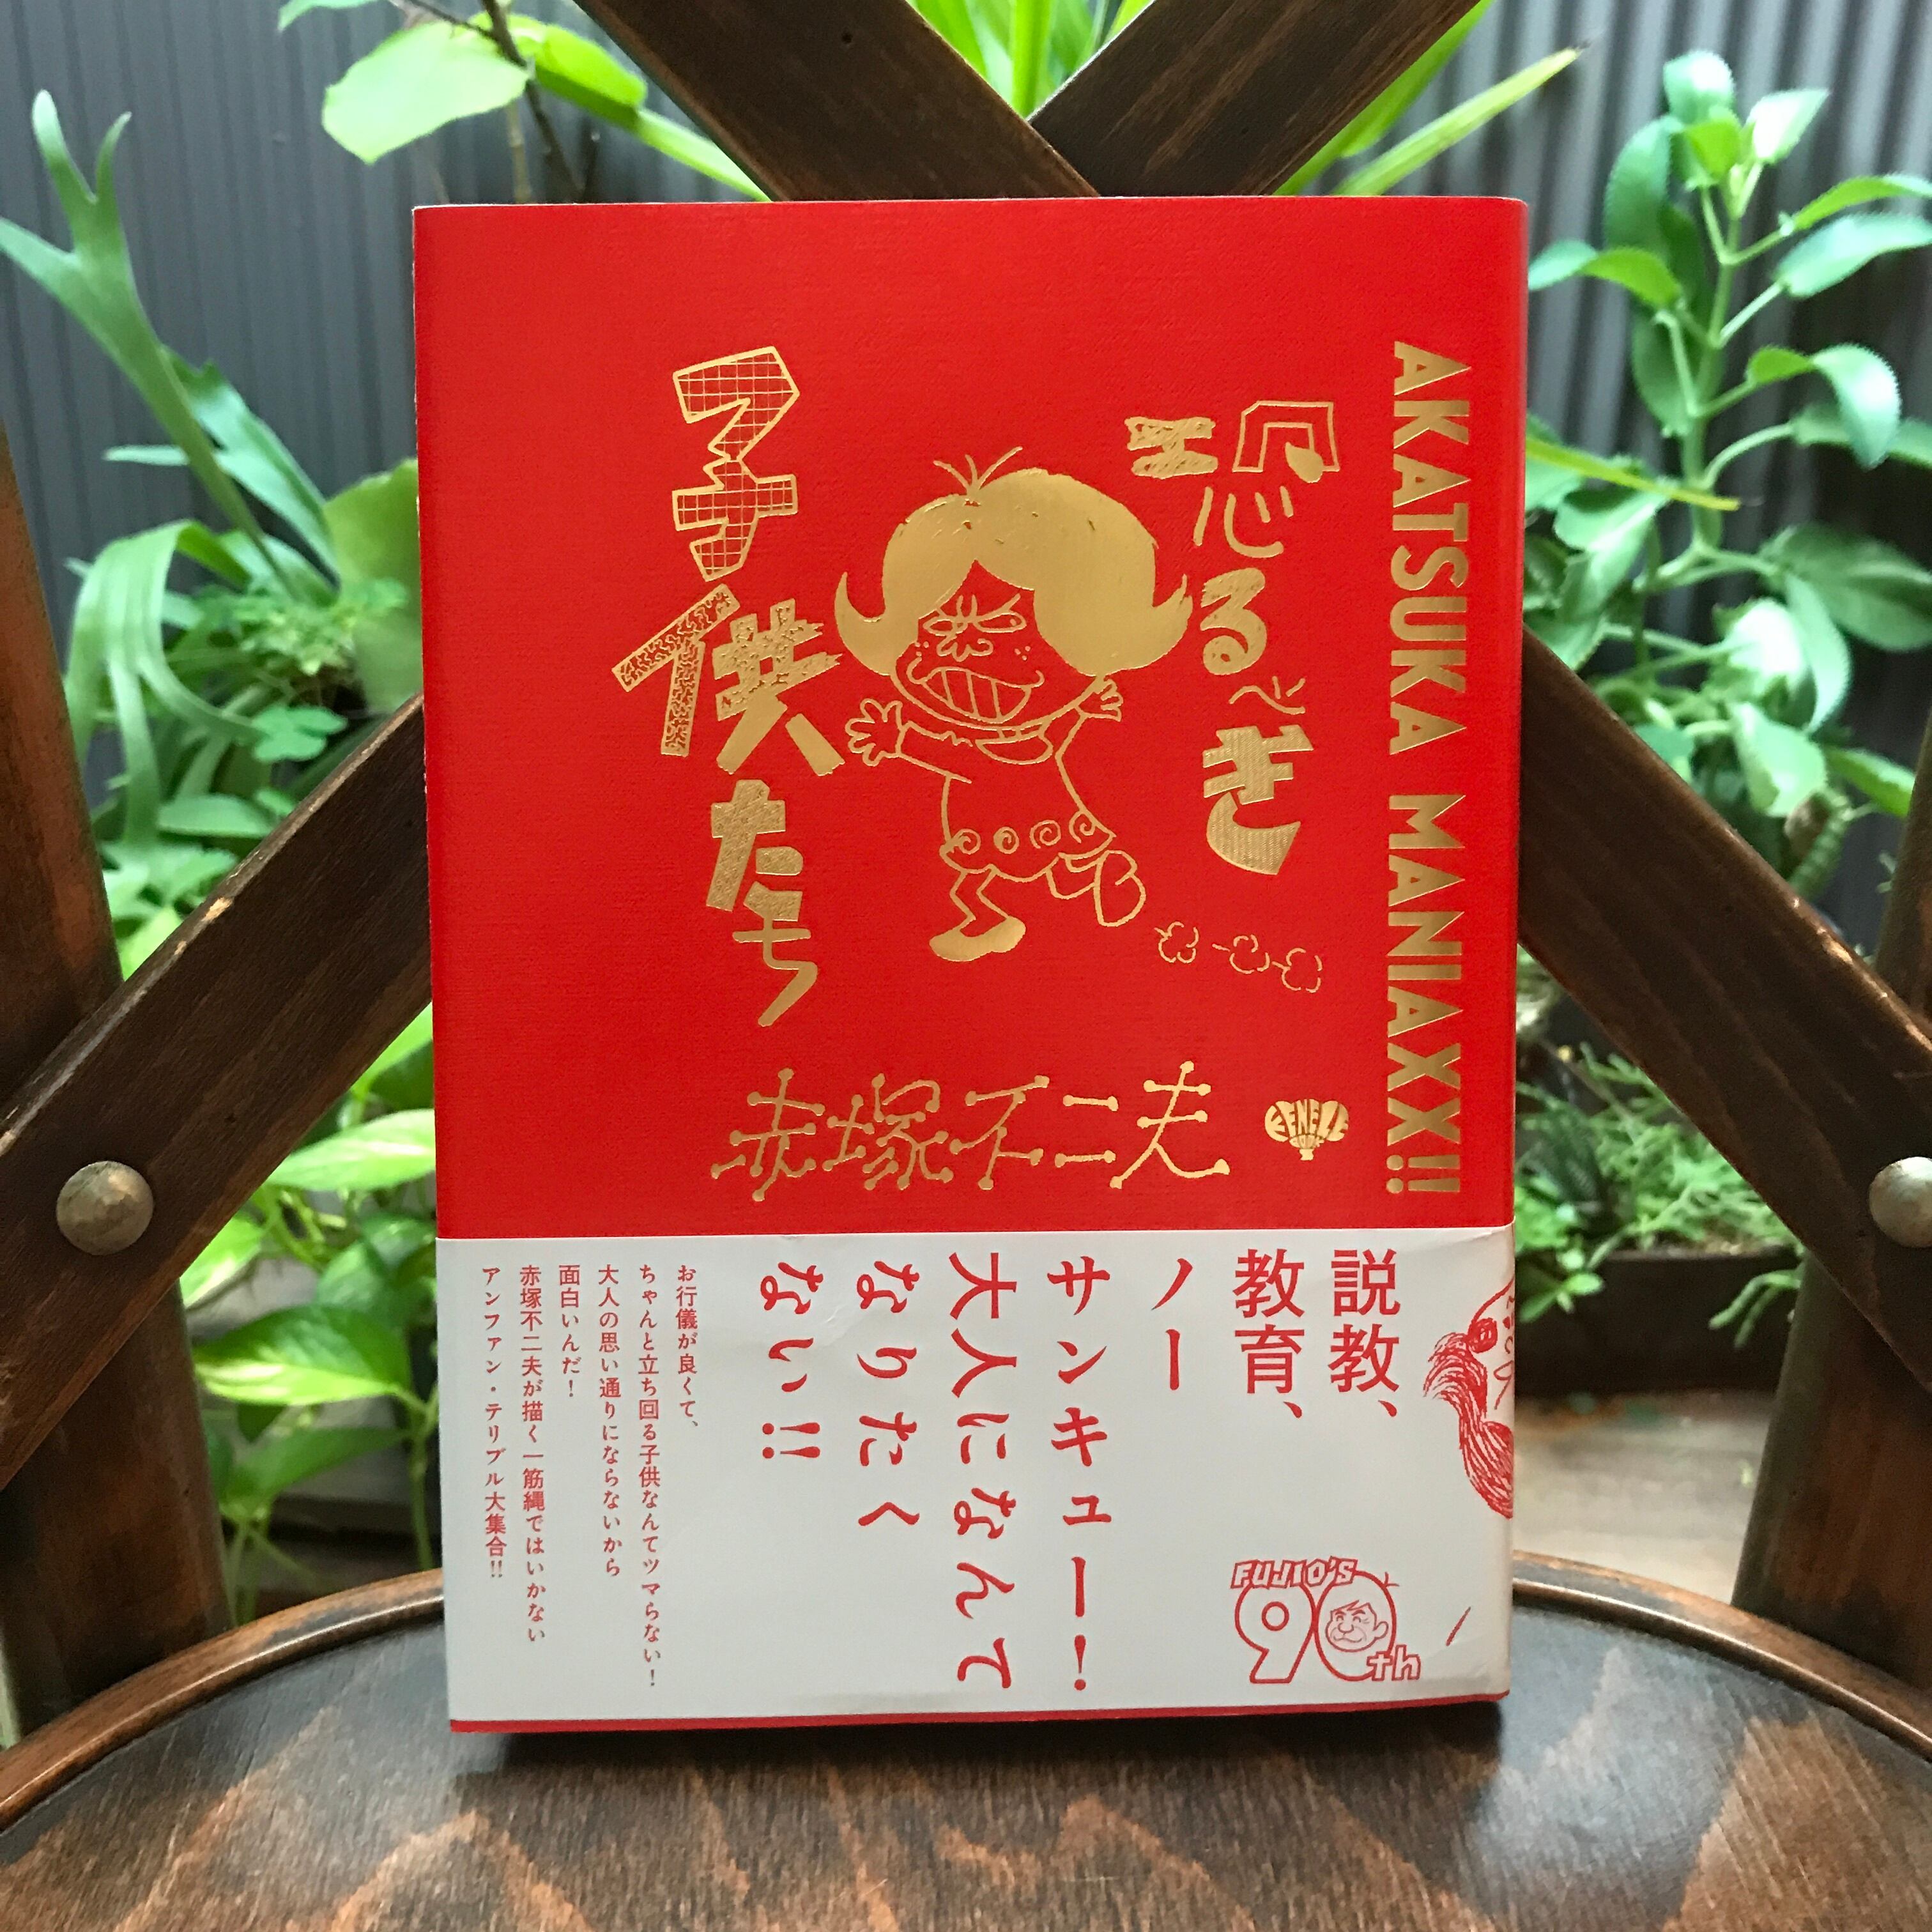 AKATSUKA MANIAXX!!
恐るべき
子供たち
赤塚不二夫
説教、
教育、
ノー
サンキュー!
大人になんて
なりたく
ない!!
お行儀が良くて、
ちゃんと立ち回る子供なんてツマらない!
大人の思い通りにならないから
面白いんだ!
赤塚不二夫が描く一筋縄ではいかない
アンファン・テリブル大集合!!
FUJIO'S
90th